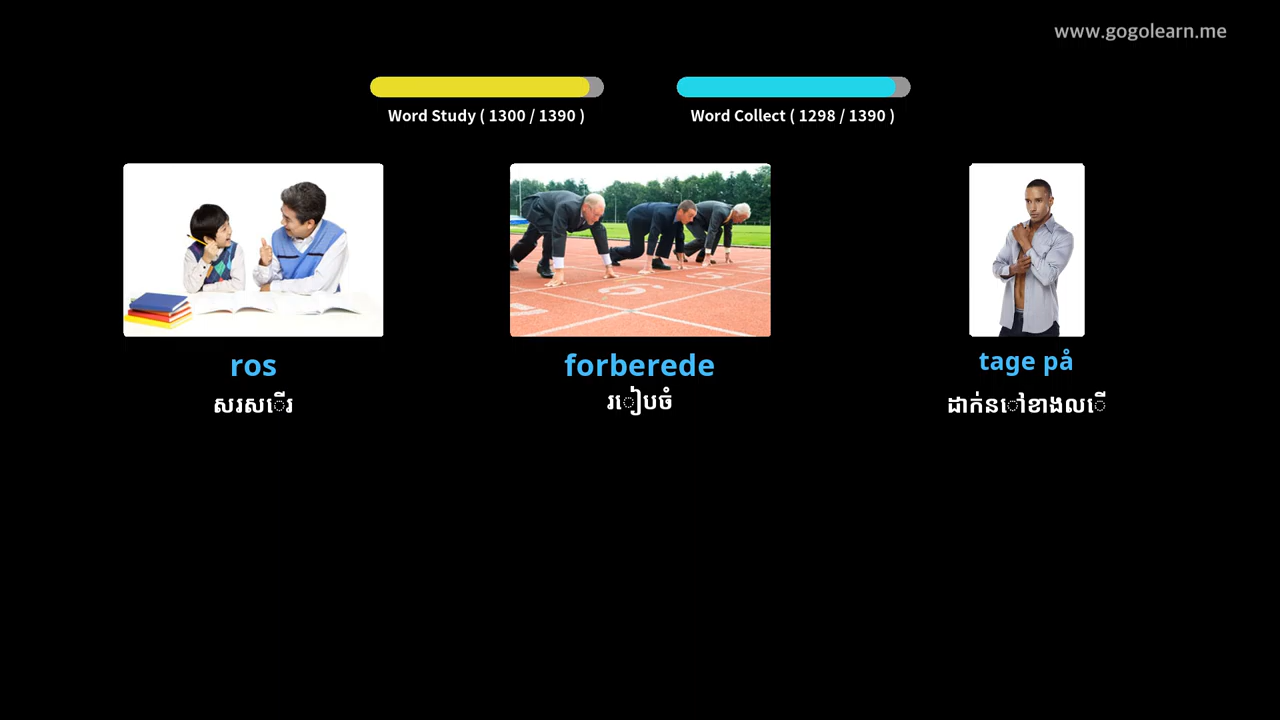 www.gogolearn.me
Word Study ( 1300 / 1390 )
Word Collect ( 1298 / 1390 )
ros
forberede
tage på
សរសើរ
រៀបចំ
ដាក់នៅខាងលើ